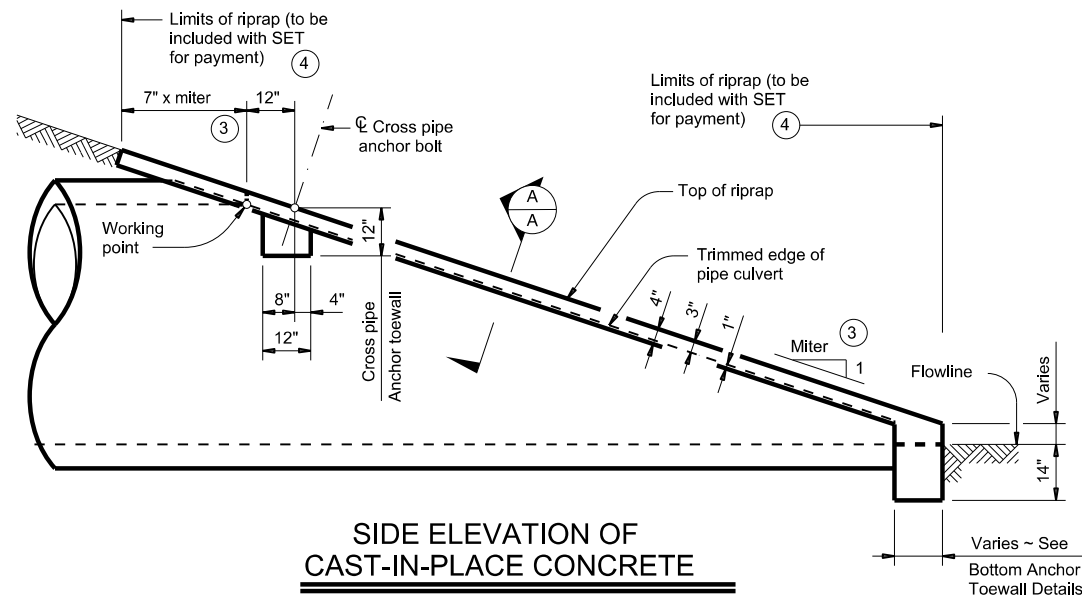 Limits of riprap (to be
included with SET
for payment)
4
7" x miter
12"
3
℄ Cross pipe
anchor bolt
Limits of riprap (to be
included with SET
for payment)
4
A
A
Top of riprap
Working
point
12"
Trimmed edge of
pipe culvert
8"
4"
12"
Cross pipe
Anchor toewall
4"
3"
1"
3
Miter
1
Flowline
Varies
14"
SIDE ELEVATION OF
CAST-IN-PLACE CONCRETE
Varies ~ See
Bottom Anchor
Toewall Details